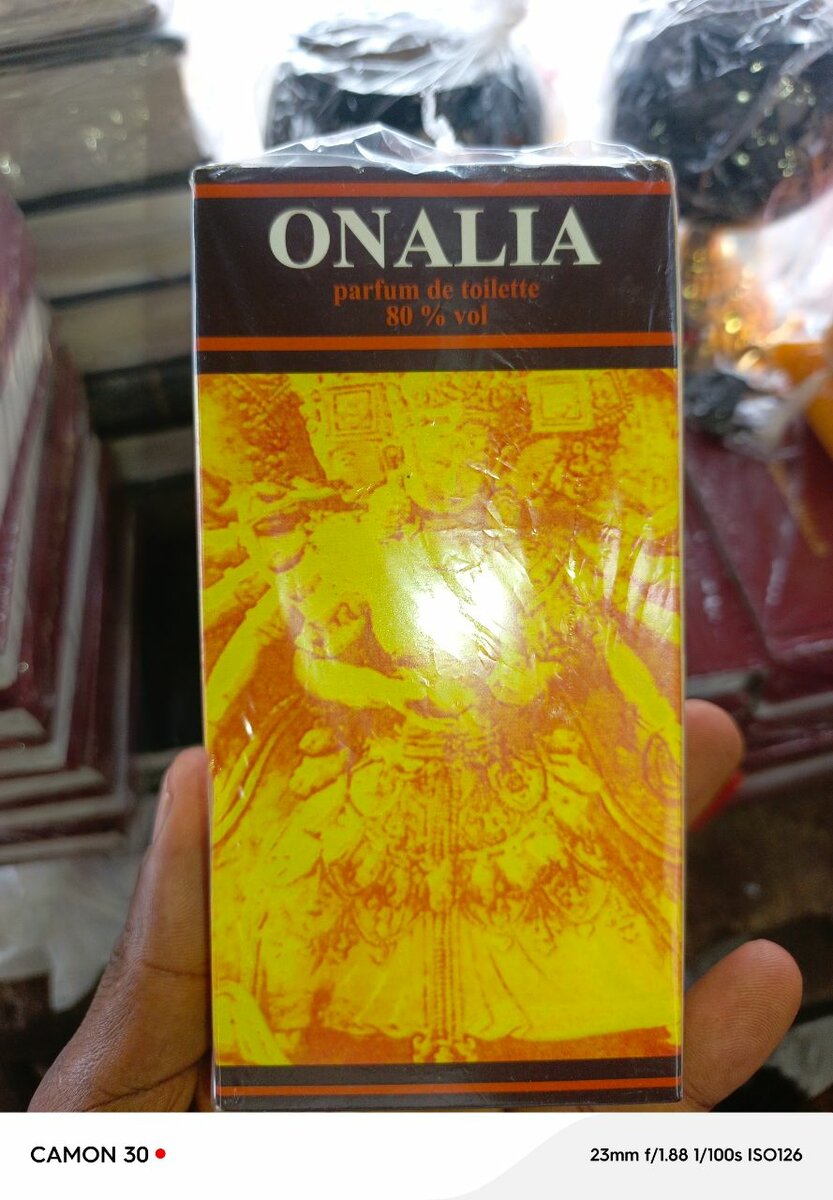 ONALIA
parfum de toilette
80 % vol
CAMON 30
23mm f/1.88 1/100s ISO126